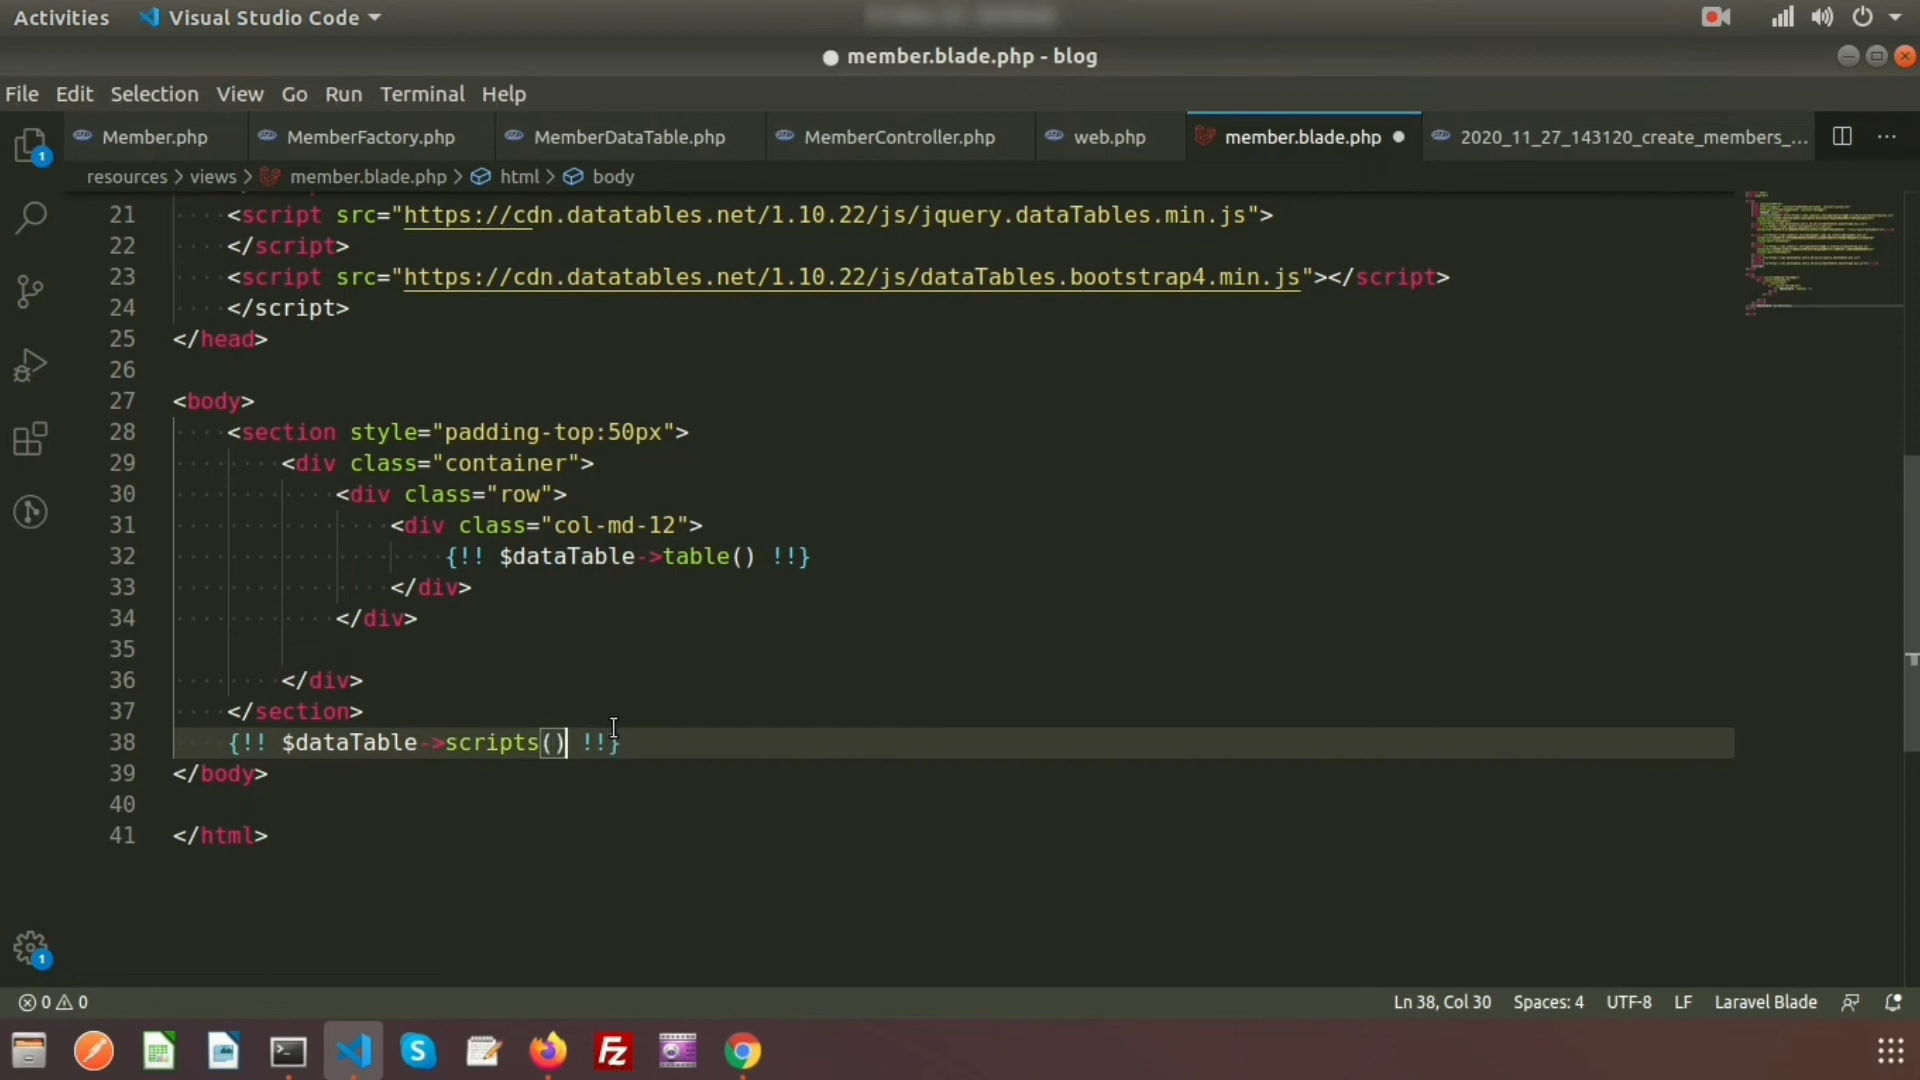 Activities Visual Studio Code
member.blade.php - blog
File Edit Selection View Go Run Terminal Help
Member.php MemberFactory.php MemberDataTable.php MemberController.php web.php member.blade.php 2020_11_27_143120_create_members_...
resources > views > member.blade.php > html > body
21 <script src="https://cdn.datatables.net/1.10.22/js/jquery.dataTables.min.js">
22 </script>
23 <script src="https://cdn.datatables.net/1.10.22/js/dataTables.bootstrap4.min.js"></script>
24 </script>
25 </head>
26
27 <body>
28 <section style="padding-top:50px">
29 <div class="container">
30 <div class="row">
31 <div class="col-md-12">
32 {!! $dataTable->table() !!}
33 </div>
34 </div>
35
36 </div>
37 </section>
38 {!! $dataTable->scripts() !!}
39 </body>
40
41 </html>
1
1
0 0 Ln 38, Col 30 Spaces: 4 UTF-8 LF Laravel Blade